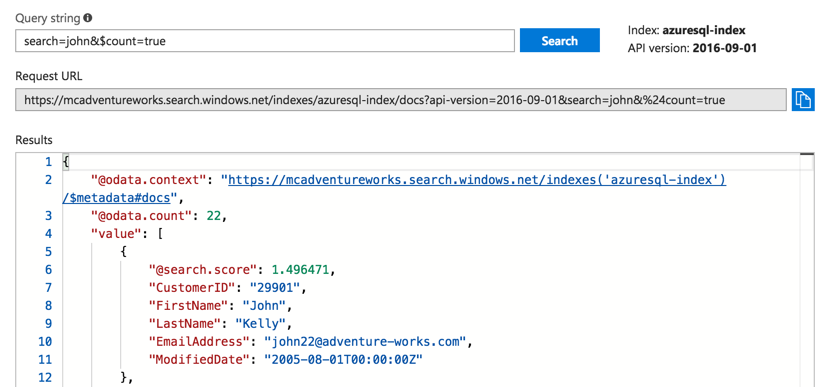 Query string
search=john&$count=true
Search
Index: azuresql-index
API version: 2016-09-01
Request URL
https://mcadventureworks.search.windows.net/indexes/azuresql-index/docs?api-version=2016-09-01&search=john&%24count=true
Results
1 {
2 "@odata.context": "https://mcadventureworks.search.windows.net/indexes('azuresql-index')
/$metadata#docs",
3 "@odata.count": 22,
4 "value": [
5 {
6 "@search.score": 1.496471,
7 "CustomerID": "29901",
8 "FirstName": "John",
9 "LastName": "Kelly",
10 "EmailAddress": "john22@adventure-works.com",
11 "ModifiedDate": "2005-08-01T00:00:00Z"
12 },